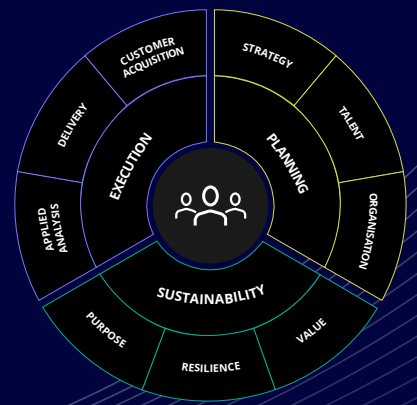 CUSTOMER
ACQUISITION
STRATEGY
DELIVERY
TALENT
EXECUTION
PLANNING
APPLIED
ANALYSIS
ORGANISATION
SUSTAINABILITY
PURPOSE
RESILIENCE
VALUE